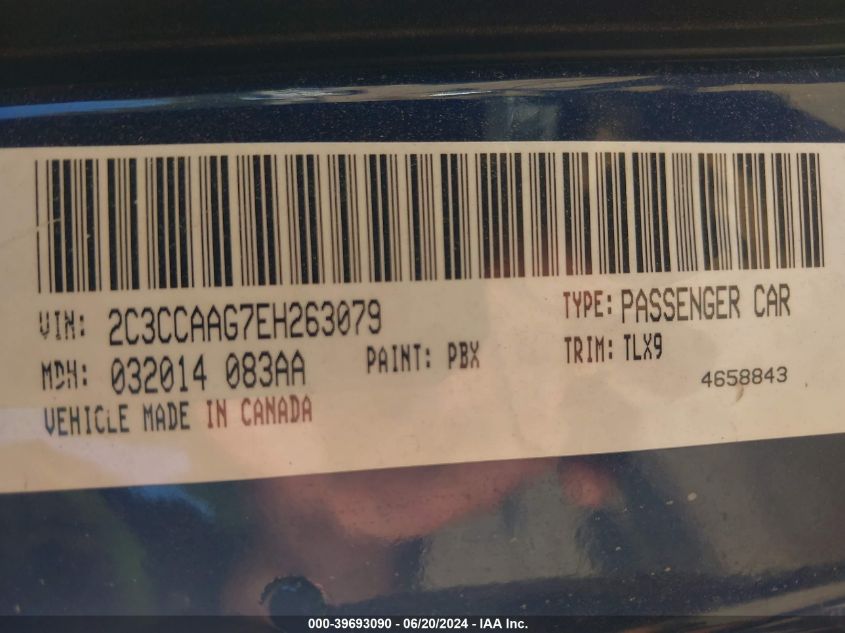 VIN: 2C3CCAAG7EH263079 TYPE: PASSENGER CAR
MDH: 032014 083AA PAINT: PBX TRIM: TLX9
4658843
VEHICLE MADE IN CANADA
000-39693090 - 06/20/2024 - IAA Inc.